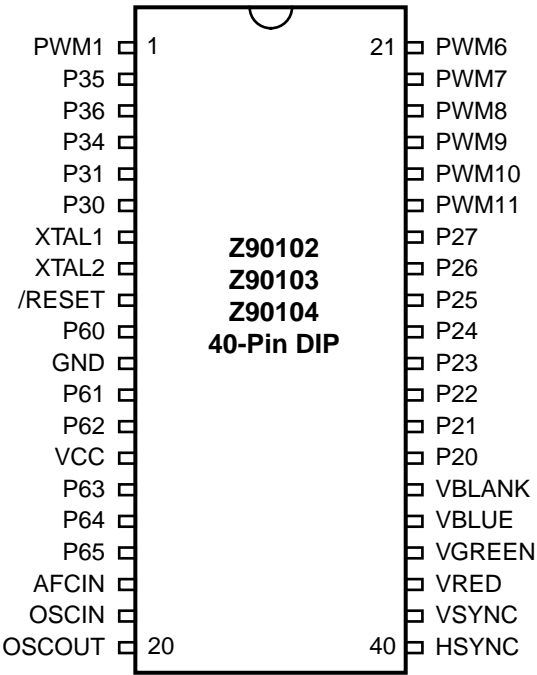 PWM1 1 21 PWM6
P35 PWM7
P36 PWM8
P34 PWM9
P31 PWM10
P30 PWM11
XTAL1 P27
Z90102
XTAL2 P26
Z90103
/RESET P25
Z90104
P60 P24
40-Pin DIP
GND P23
P61 P22
P62 P21
VCC P20
P63 VBLANK
P64 VBLUE
P65 VGREEN
AFCIN VRED
OSCIN VSYNC
OSCOUT 20 40 HSYNC